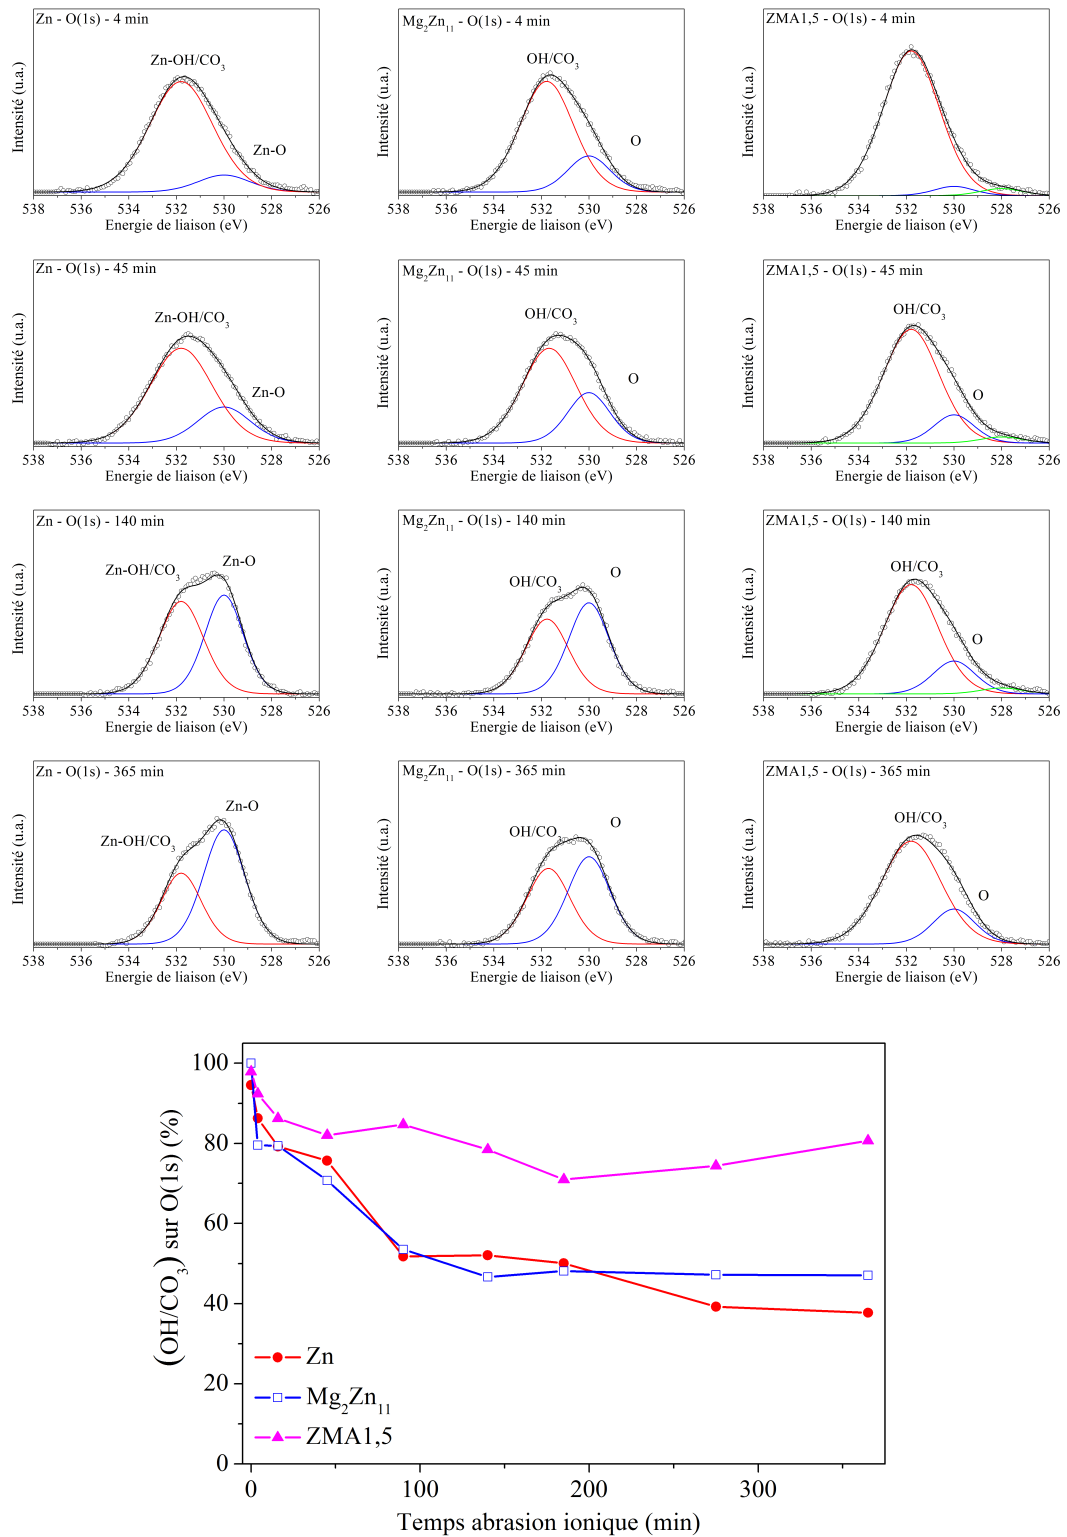 Zn - O(1s) - 4 min
Intensité (u.a.)
Zn-OH/CO3
Zn-O
538 536 534 532 530 528 526
Energie de liaison (eV)
Mg2Zn11 - O(1s) - 4 min
Intensité (u.a.)
OH/CO3
O
538 536 534 532 530 528 526
Energie de liaison (eV)
ZMA1,5 - O(1s) - 4 min
Intensité (u.a.)
538 536 534 532 530 528 526
Energie de liaison (eV)
Zn - O(1s) - 45 min
Intensité (u.a.)
Zn-OH/CO3
Zn-O
538 536 534 532 530 528 526
Energie de liaison (eV)
Mg2Zn11 - O(1s) - 45 min
Intensité (u.a.)
OH/CO3
O
538 536 534 532 530 528 526
Energie de liaison (eV)
ZMA1,5 - O(1s) - 45 min
Intensité (u.a.)
OH/CO3
O
538 536 534 532 530 528 526
Energie de liaison (eV)
Zn - O(1s) - 140 min
Intensité (u.a.)
Zn-OH/CO3
Zn-O
538 536 534 532 530 528 526
Energie de liaison (eV)
Mg2Zn11 - O(1s) - 140 min
Intensité (u.a.)
OH/CO3
O
538 536 534 532 530 528 526
Energie de liaison (eV)
ZMA1,5 - O(1s) - 140 min
Intensité (u.a.)
OH/CO3
O
538 536 534 532 530 528 526
Energie de liaison (eV)
Zn - O(1s) - 365 min
Intensité (u.a.)
Zn-OH/CO3
Zn-O
538 536 534 532 530 528 526
Energie de liaison (eV)
Mg2Zn11 - O(1s) - 365 min
Intensité (u.a.)
OH/CO3
O
538 536 534 532 530 528 526
Energie de liaison (eV)
ZMA1,5 - O(1s) - 365 min
Intensité (u.a.)
OH/CO3
O
538 536 534 532 530 528 526
Energie de liaison (eV)
(OH/CO3) sur O(1s) (%)
100
80
60
40
20
0
Zn
Mg2Zn11
ZMA1,5
0 100 200 300
Temps abrasion ionique (min)